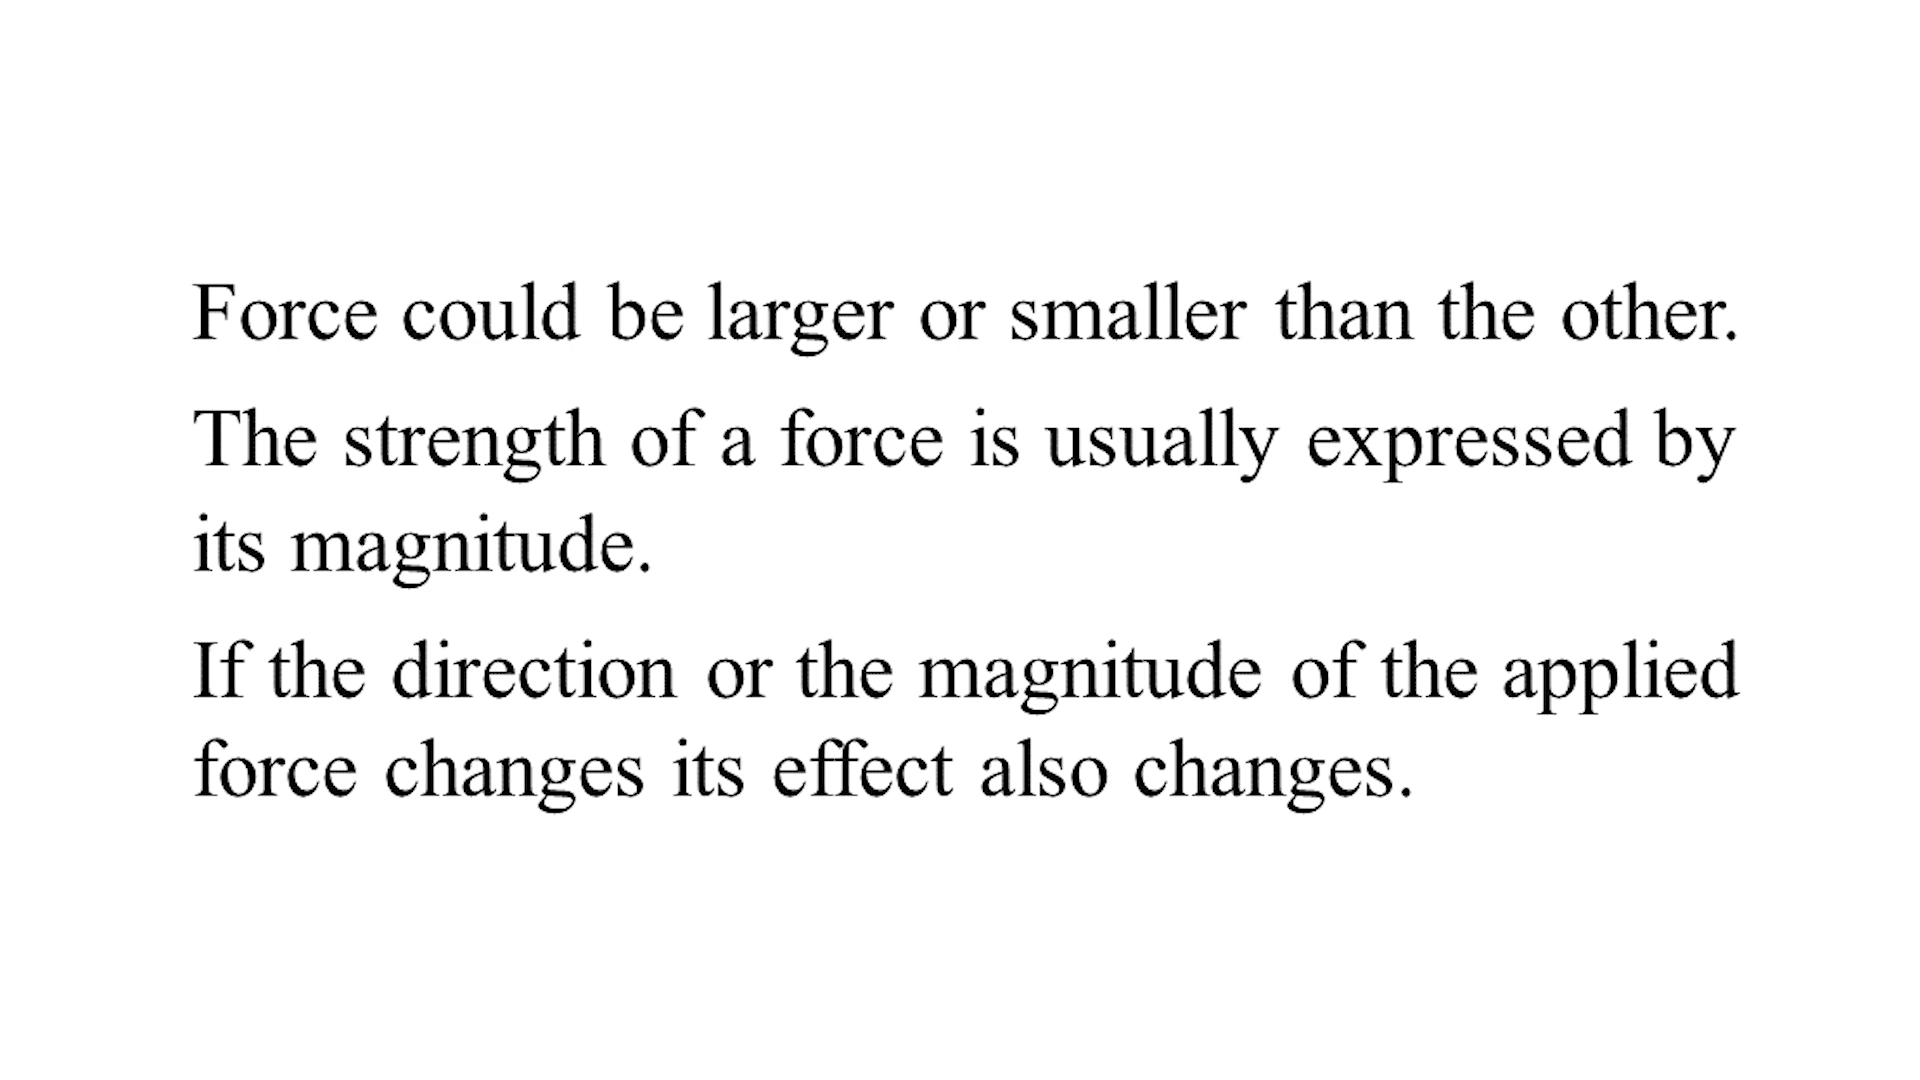 Force could be larger or smaller than the other.
The strength of a force is usually expressed by
its magnitude.
If the direction or the magnitude of the applied
force changes its effect also changes.